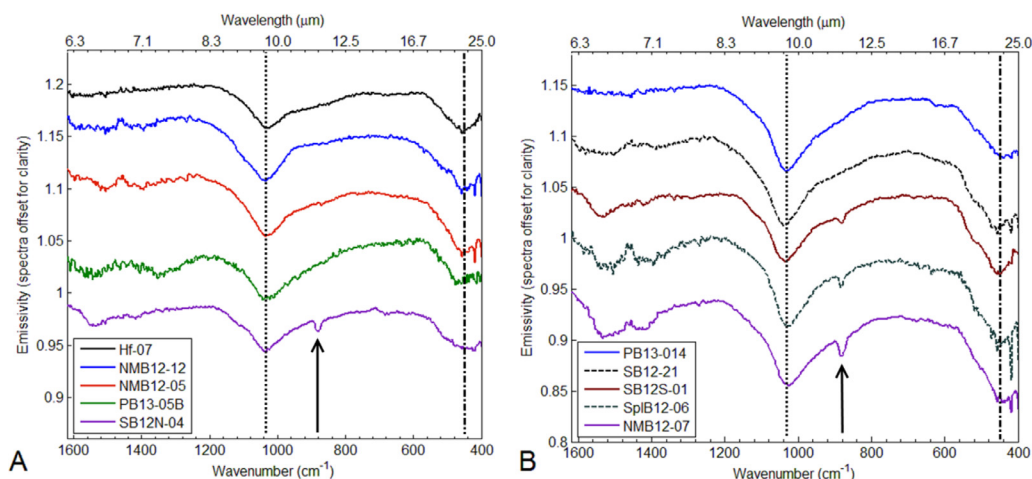 Wavelength (μm)
6.3 7.1 8.3 10.0 12.5 16.7 25.0
Emissivity (spectra offset for clarity)
1.2
1.15
1.1
1.05
1
0.95
0.9
Hf-07
NMB12-12
NMB12-05
PB13-05B
SB12N-04
1600 1400 1200 1000 800 600 400
Wavenumber (cm-1)
A
Wavelength (μm)
6.3 7.1 8.3 10.0 12.5 16.7 25.0
Emissivity (spectra offset for clarity)
1.15
1.1
1.05
1
0.95
0.9
0.85
0.8
PB13-014
SB12-21
SB12S-01
SplB12-06
NMB12-07
1600 1400 1200 1000 800 600 400
Wavenumber (cm-1)
B